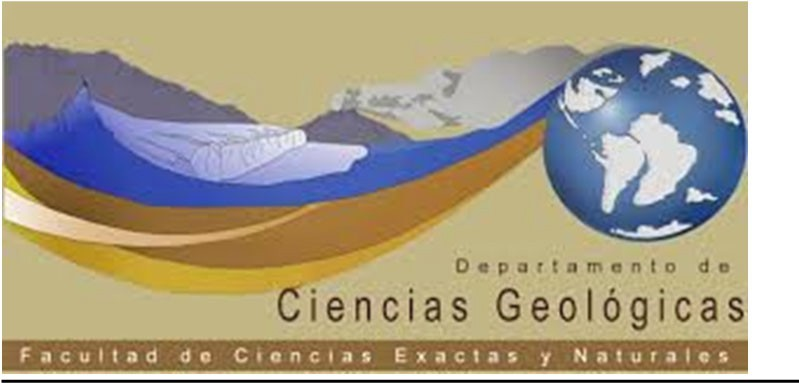 Departamento de
Ciencias Geológicas
Facultad de Ciencias Exactas y Naturales